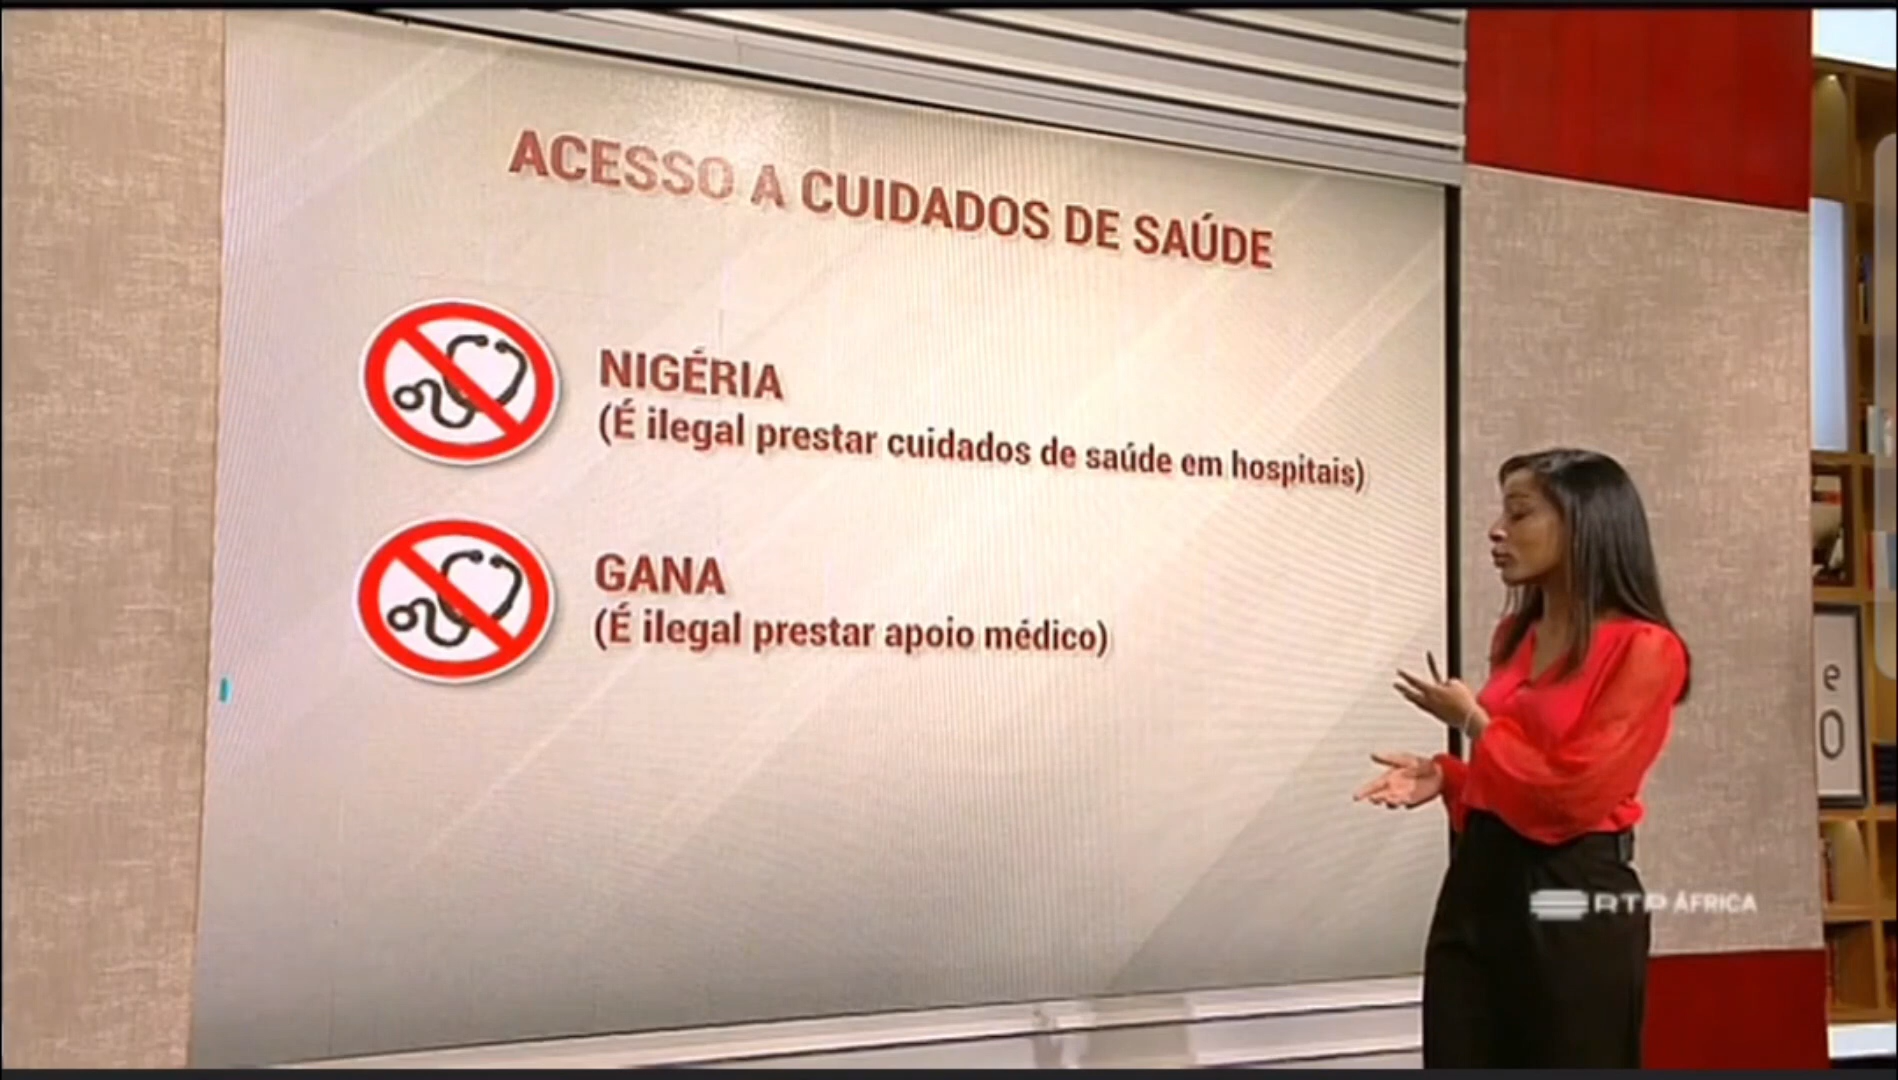 ACESSO A CUIDADOS DE SAÚDE
NIGÉRIA
(É ilegal prestar cuidados de saúde em hospitais)
GANA
(É ilegal prestar apoio médico)
e
O
RTP ÁFRICA